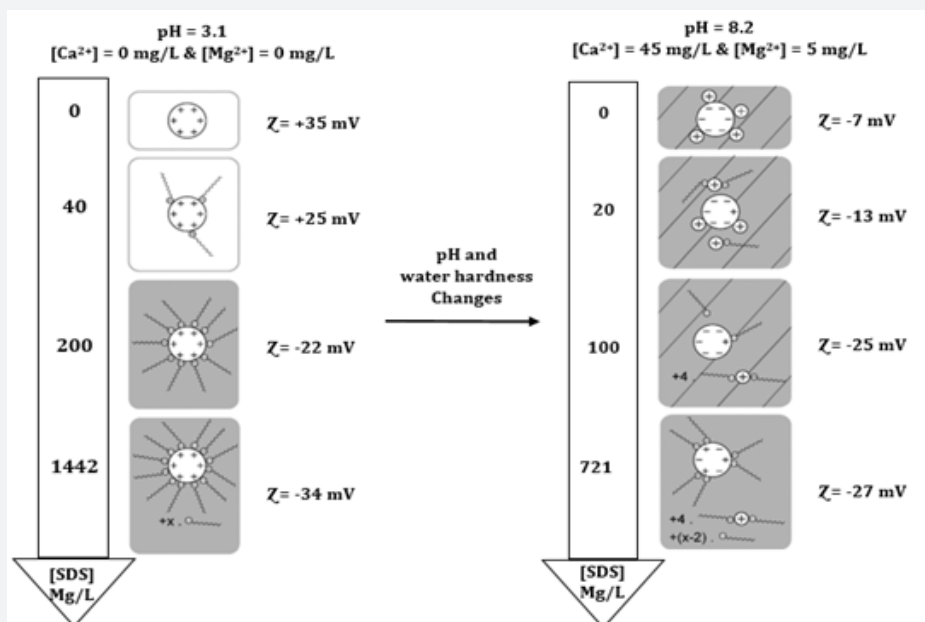 pH = 3.1
[Ca²⁺] = 0 mg/L & [Mg²⁺] = 0 mg/L
0
ζ= +35 mV
40
ζ= +25 mV
200
ζ= -22 mV
1442
ζ= -34 mV
+x .
[SDS]
Mg/L
pH and
water hardness
Changes
pH = 8.2
[Ca²⁺] = 45 mg/L & [Mg²⁺] = 5 mg/L
0
ζ= -7 mV
20
ζ= -13 mV
100
ζ= -25 mV
+4 .
721
ζ= -27 mV
+4 .
+(x-2) .
[SDS]
Mg/L